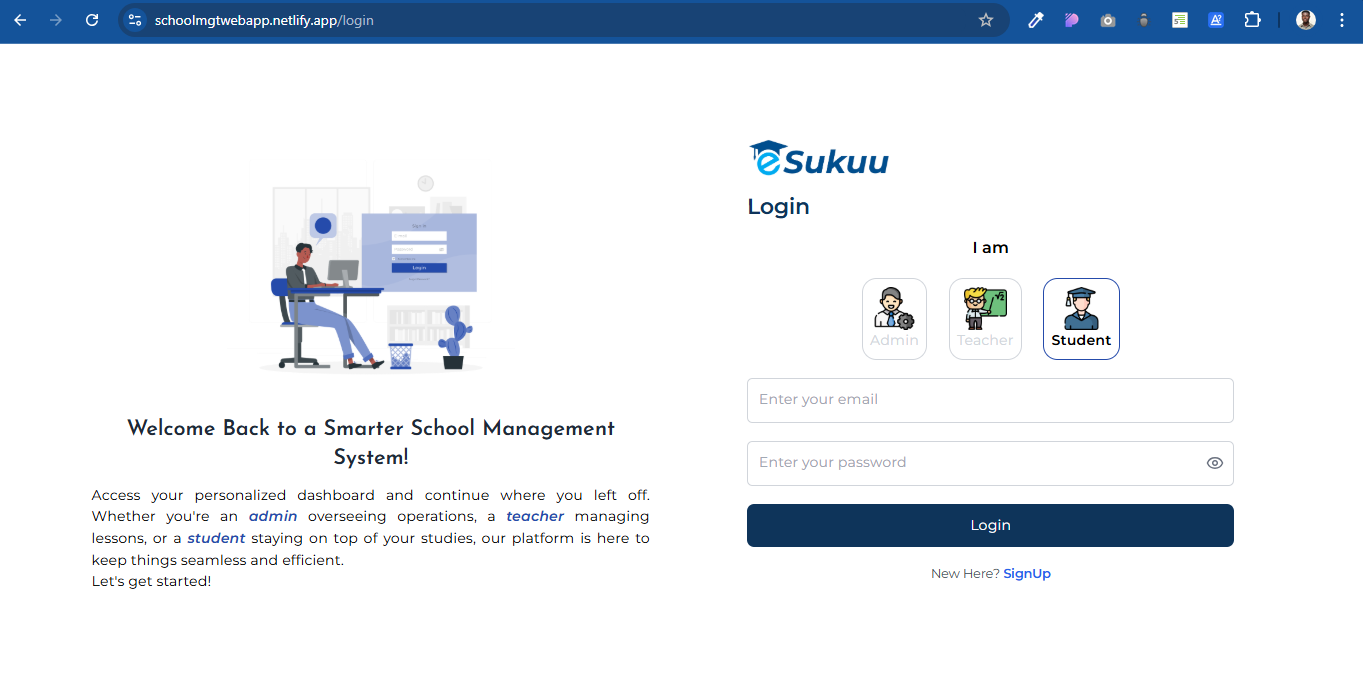 schoolmgtwebapp.netlify.app/login
eSukuu
Login
I am
Admin
Teacher
√2
Student
Enter your email
Enter your password
Login
New Here? SignUp
Login
Welcome Back to a Smarter School Management
System!
Access your personalized dashboard and continue where you left off.
Whether you're an admin overseeing operations, a teacher managing
lessons, or a student staying on top of your studies, our platform is here to
keep things seamless and efficient.
Let's get started!